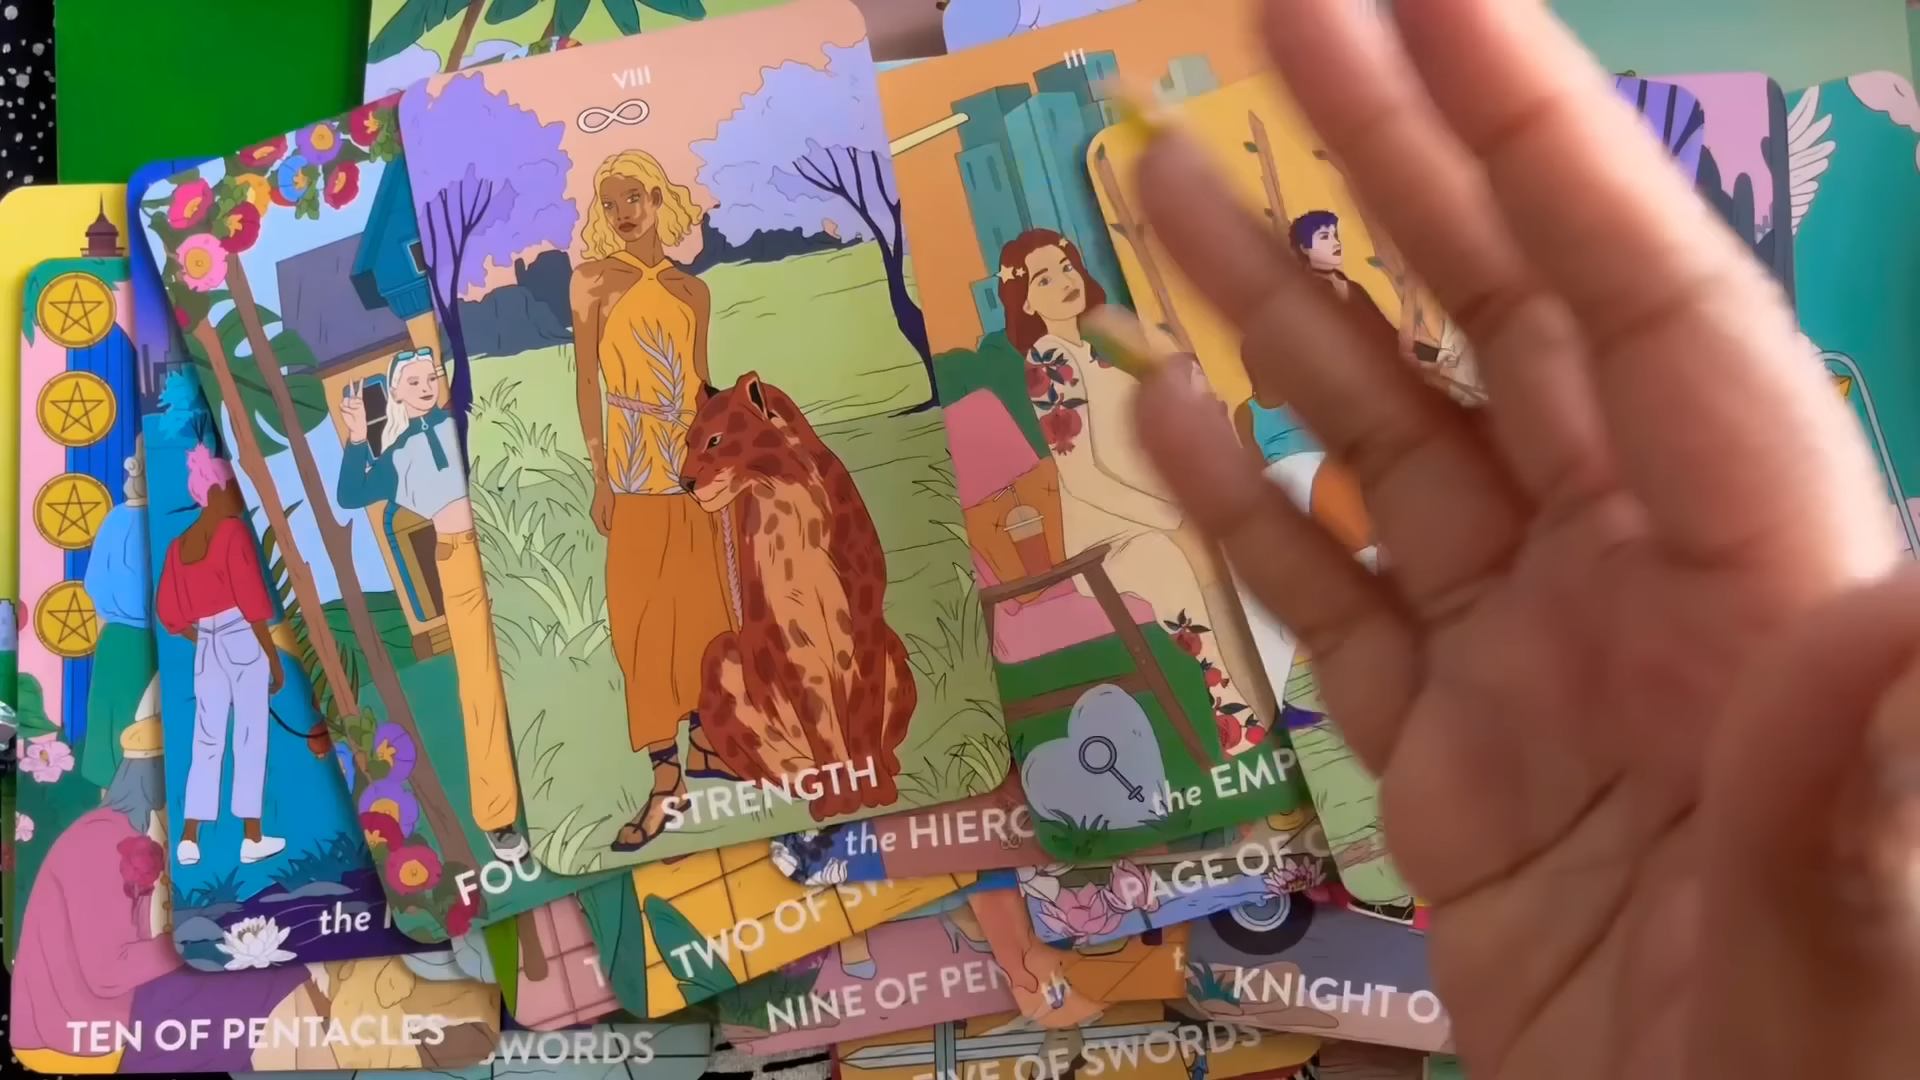 VIII
III
STRENGTH
the EMP
the HIERO
FOU
PAGE OF
TWO OF SW
NINE OF PEN
KNIGHT O
the
TEN OF PENTACLES
SWORDS
FIVE OF SWORDS